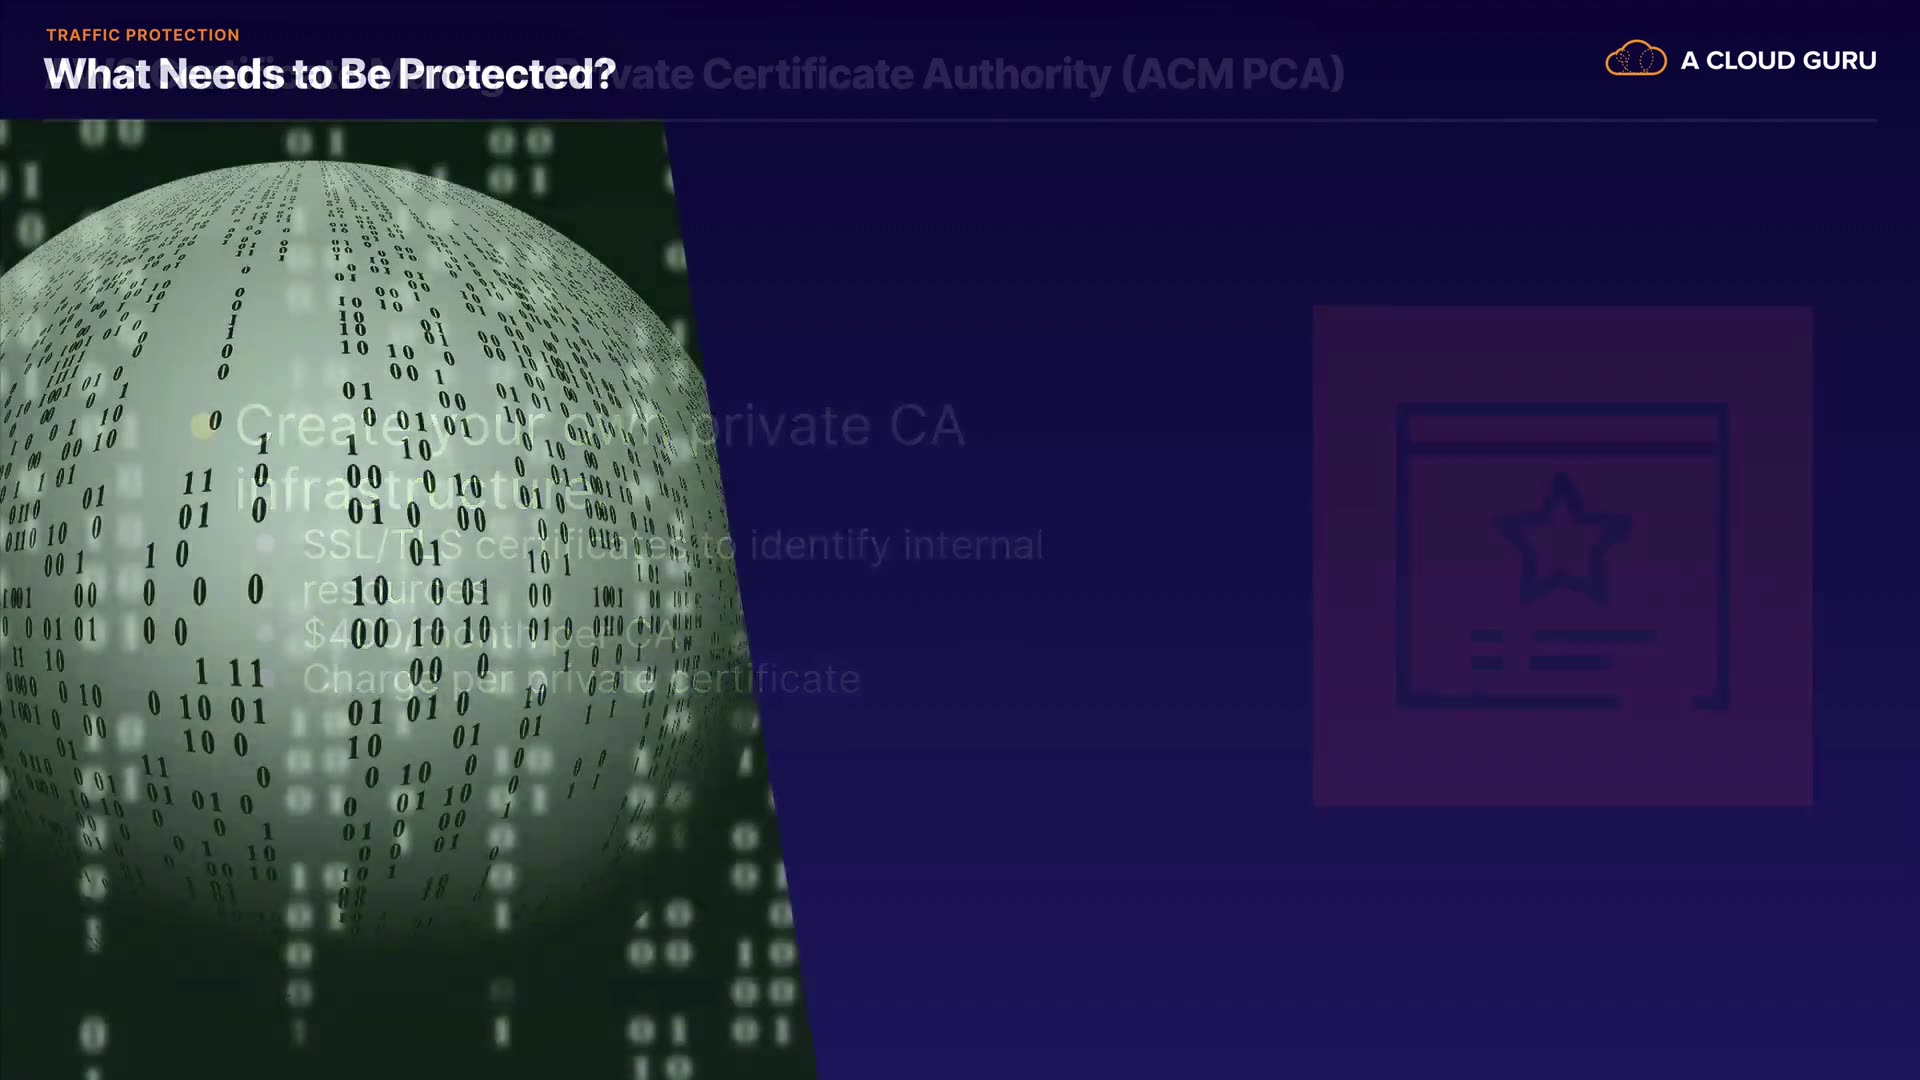 TRAFFIC PROTECTION
What Needs to Be Protected?
Private Certificate Authority (ACM PCA)
A CLOUD GURU
Create your own private CA
infrastructure
SSL/TLS certificates to identify internal
resources
$400/month per CA
Charge per private certificate